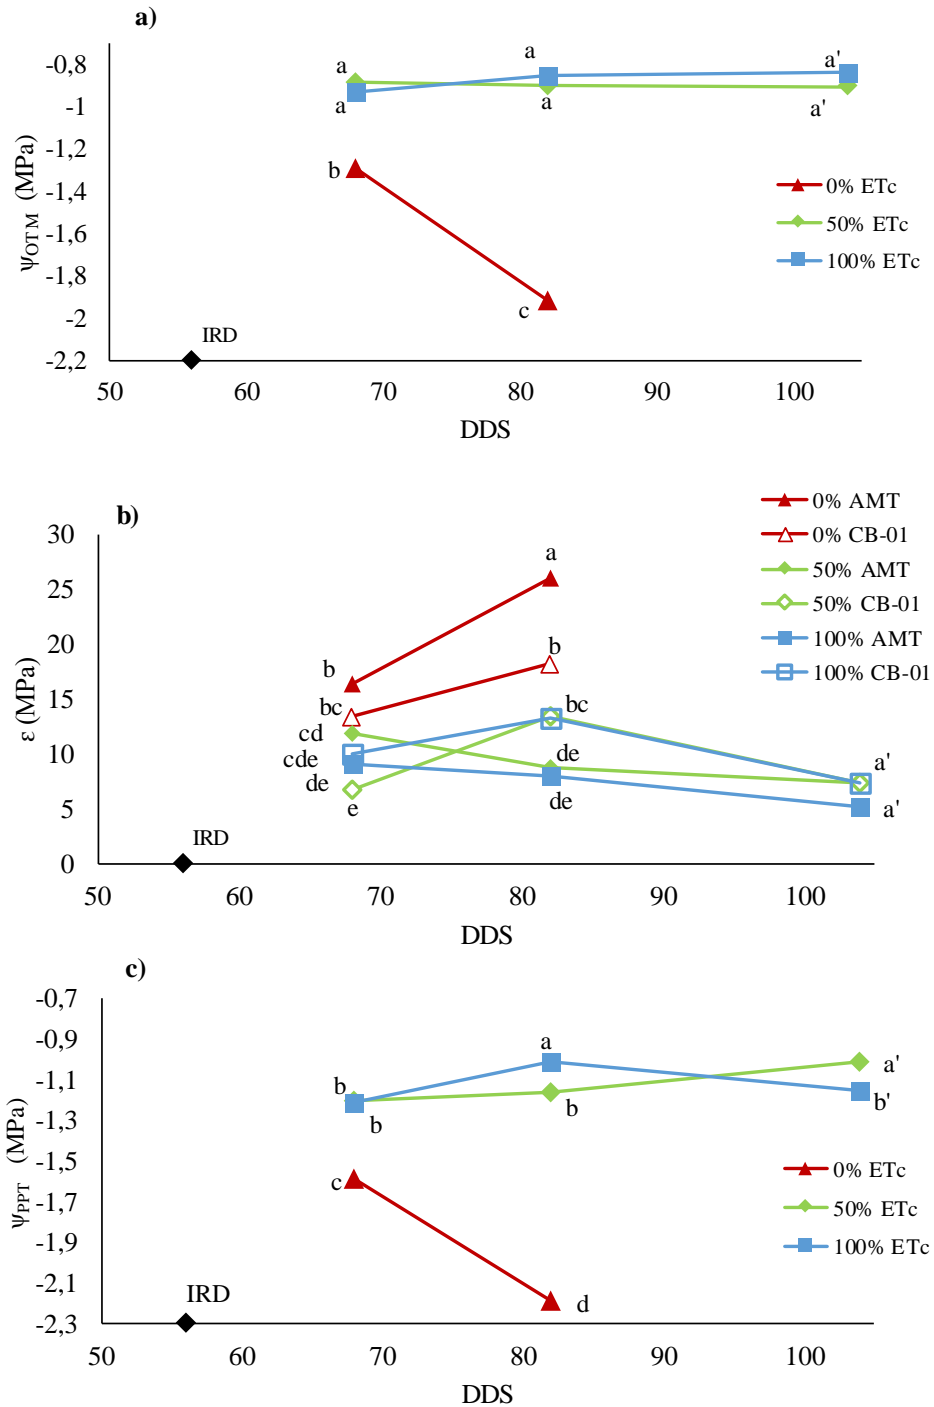 a)
-0,8
-1
-1,2
-1,4
-1,6
-1,8
-2
-2,2
ΨOTM (MPa)
a
a
a
a
a'
a'
b
c
IRD
0% ETc
50% ETc
100% ETc
50 60 70 80 90 100
DDS
b)
30
25
20
15
10
5
0
ε (MPa)
0% AMT
0% CB-01
50% AMT
50% CB-01
100% AMT
100% CB-01
a
b
b
bc
bc
cd
cde
de
de
de
e
a'
a'
IRD
50 60 70 80 90 100
DDS
c)
-0,7
-0,9
-1,1
-1,3
-1,5
-1,7
-1,9
-2,1
-2,3
ΨPPT (MPa)
a
a'
b
b
b
b'
c
d
IRD
0% ETc
50% ETc
100% ETc
50 60 70 80 90 100
DDS